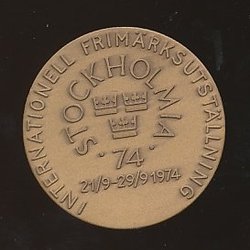 INTERNATIONELL FRIMÄRKSUTSTÄLLNING
STOCKHOLMIA
· 74 ·
21/9-29/9 1974